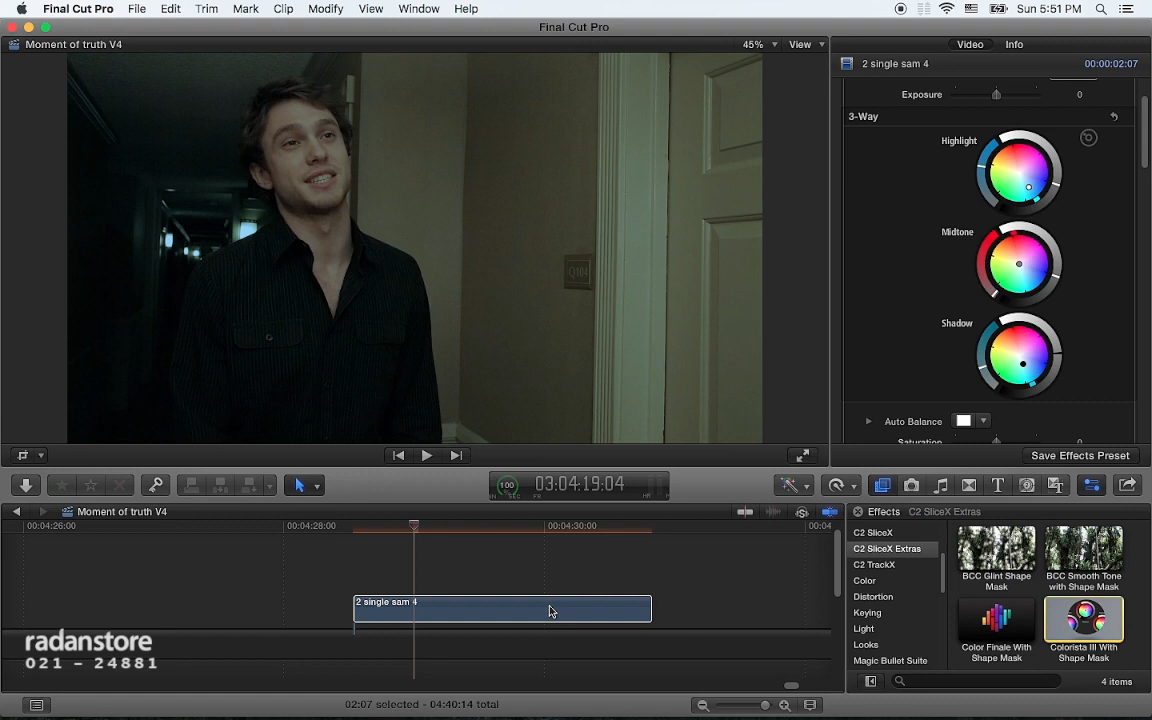 Final Cut Pro File Edit Trim Mark Clip Modify View Window Help
Sun 5:51 PM
Final Cut Pro
Moment of truth V4
45%
View
Video
Info
2 single sam 4
00:00:02:07
Exposure
0
3-Way
Highlight
Midtone
Shadow
Auto Balance
Saturation
0
Save Effects Preset
Q104
100
03:04:19:04
Moment of truth V4
00:04:26:00
00:04:28:00
00:04:30:00
00:04
2 single sam 4
radanstore
021 - 24881
02:07 selected - 04:40:14 total
Effects
C2 SliceX Extras
C2 SliceX
C2 SliceX Extras
C2 TrackX
Color
Distortion
Keying
Light
Looks
Magic Bullet Suite
BCC Glint Shape
Mask
BCC Smooth Tone
with Shape Mask
Color Finale With
Shape Mask
Colorista III With
Shape Mask
4 items